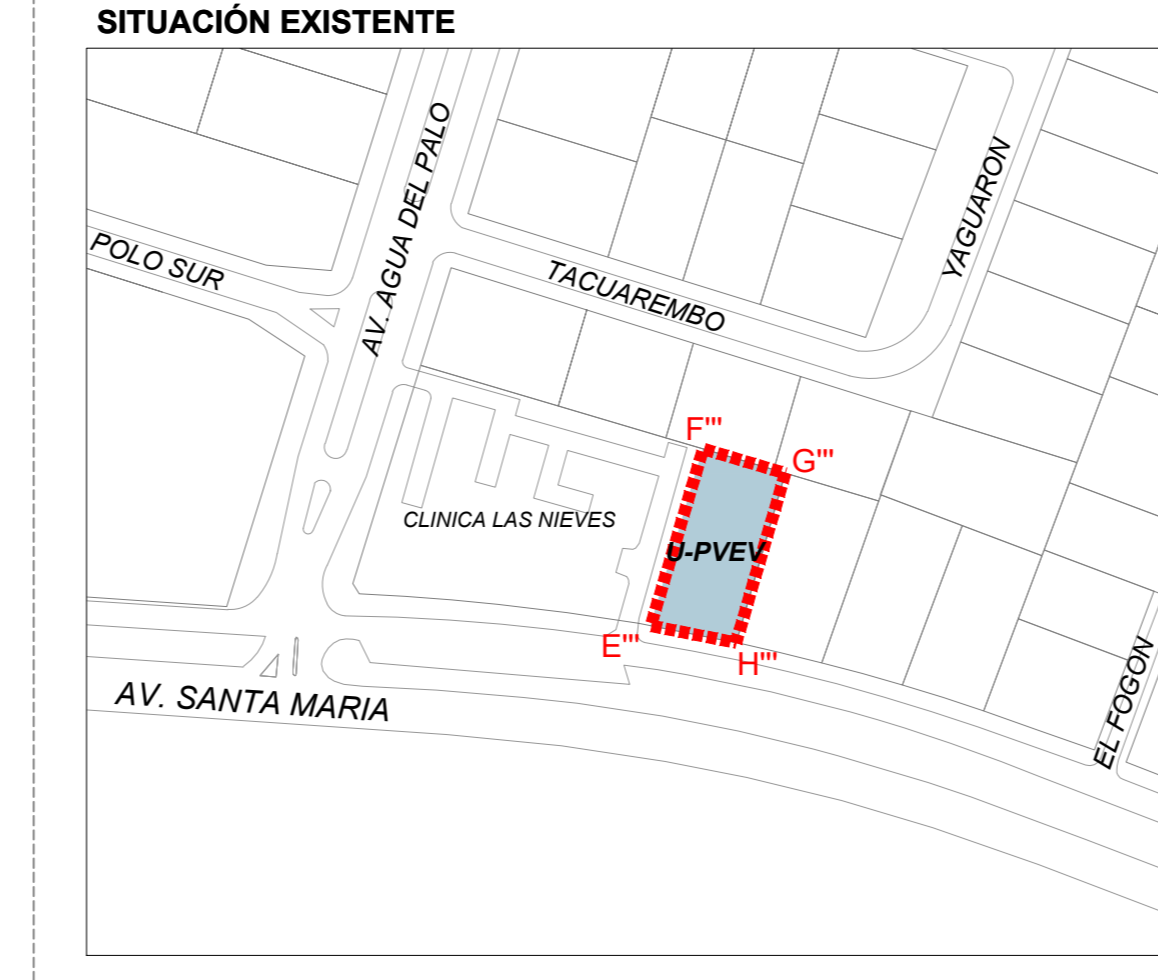 SITUACIÓN EXISTENTE
AV. AGUA DEL PALO
YAGUARON
POLO SUR
TACUAREMBO
F'''
G'''
CLINICA LAS NIEVES
U-PVEV
E'''
H'''
EL FOGON
AV. SANTA MARIA